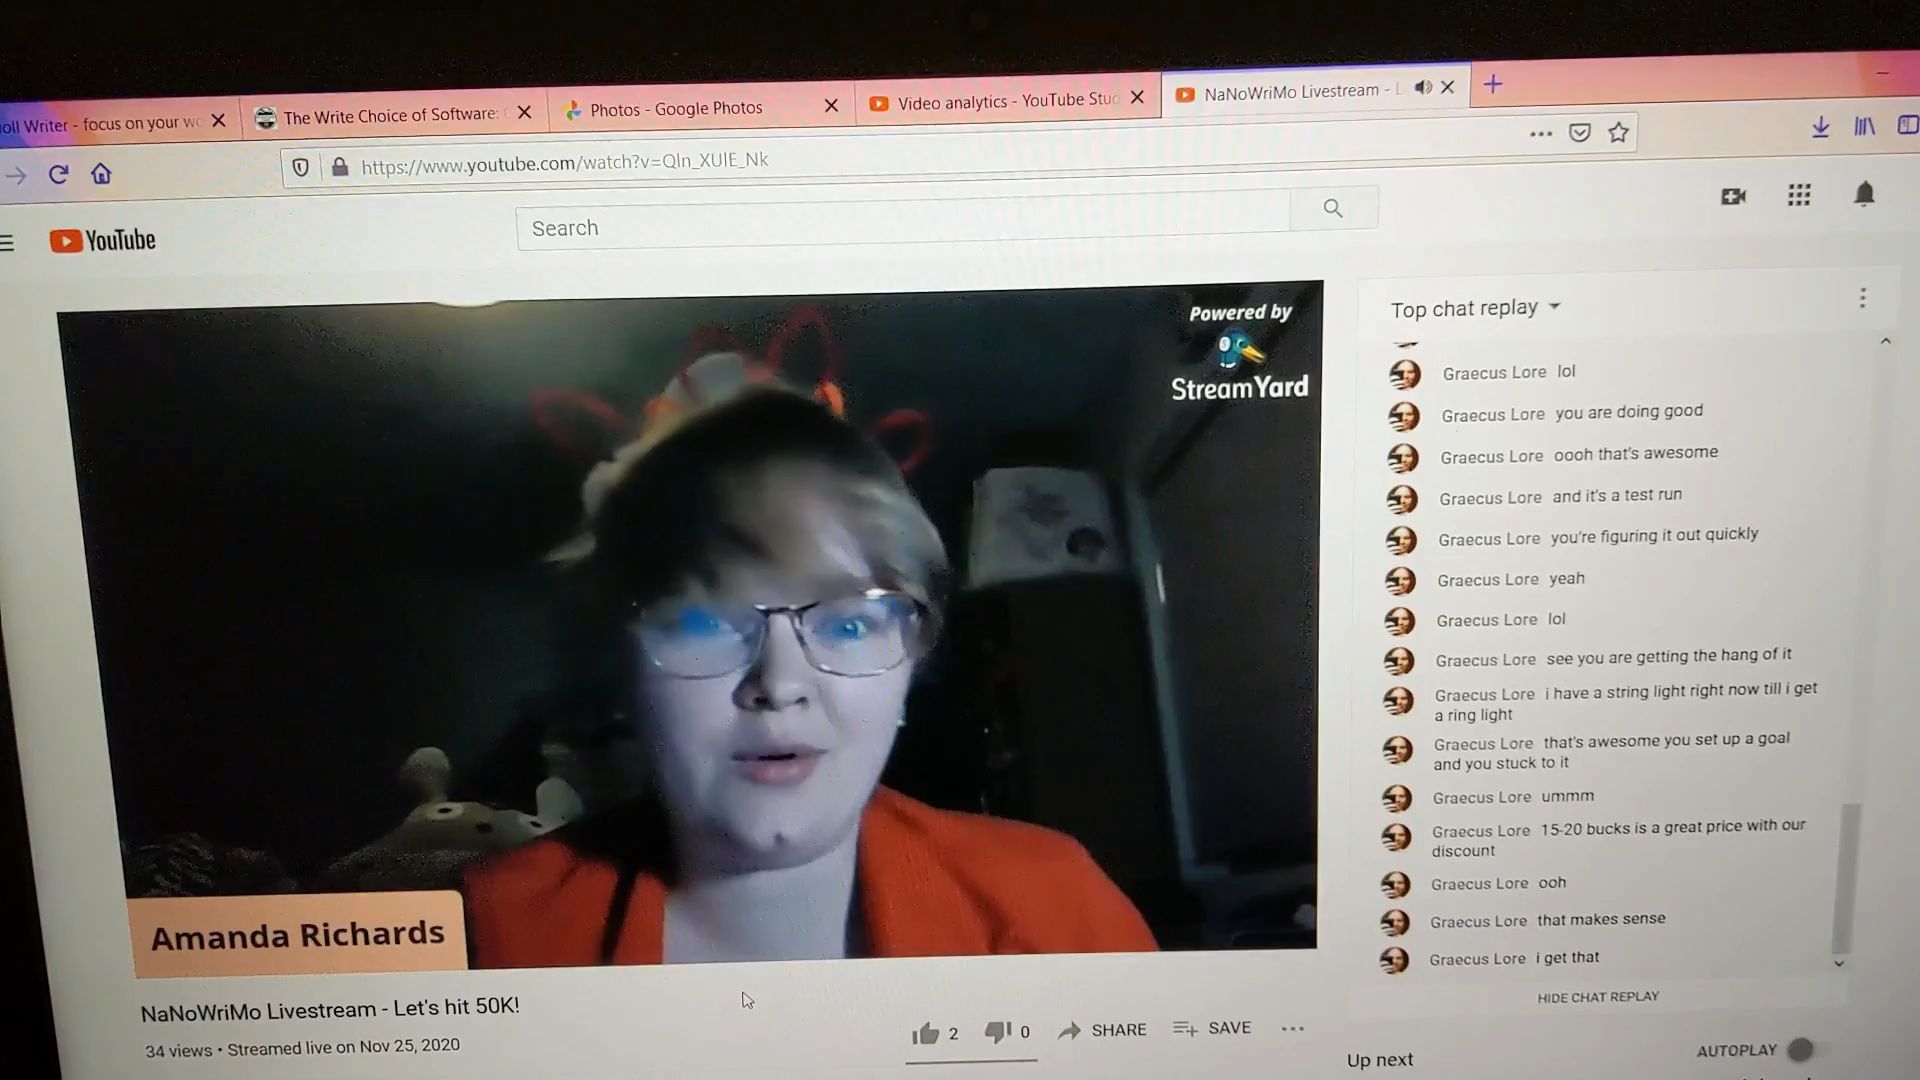 oll Writer - focus on your wo
The Write Choice of Software:
Photos - Google Photos
Video analytics - YouTube Stu
NaNoWriMo Livestream - L
https://www.youtube.com/watch?v=Qln_XUIE_Nk
YouTube
Search
Powered by
StreamYard
Amanda Richards
NaNoWriMo Livestream - Let's hit 50K!
34 views • Streamed live on Nov 25, 2020
2
0
SHARE
SAVE
Top chat replay
Graecus Lore lol
Graecus Lore you are doing good
Graecus Lore oooh that's awesome
Graecus Lore and it's a test run
Graecus Lore you're figuring it out quickly
Graecus Lore yeah
Graecus Lore lol
Graecus Lore see you are getting the hang of it
Graecus Lore i have a string light right now till i get
a ring light
Graecus Lore that's awesome you set up a goal
and you stuck to it
Graecus Lore ummm
Graecus Lore 15-20 bucks is a great price with our
discount
Graecus Lore ooh
Graecus Lore that makes sense
Graecus Lore i get that
HIDE CHAT REPLAY
Up next
AUTOPLAY